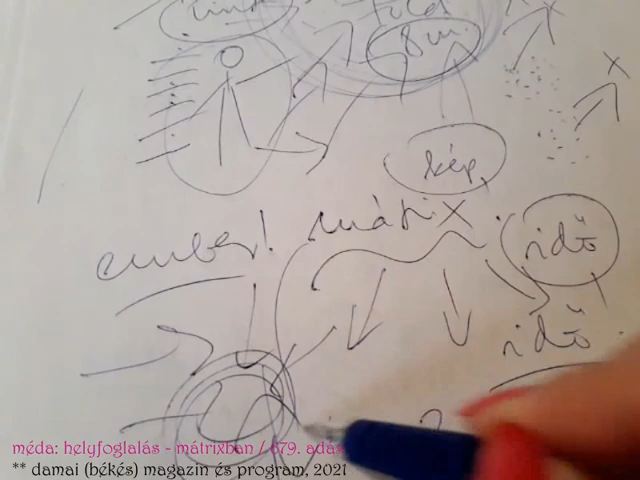 Föld
kép
ember! mátrix
idő
idő
méda: helyfoglalás - mátrixban / 679. adás
** damai (békés) magazin és program, 2021